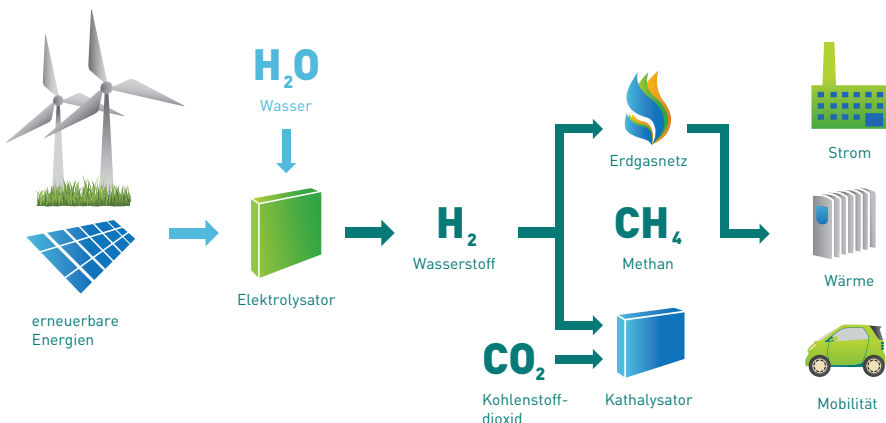 H₂O
Wasser
erneuerbare
Energien
Elektrolysator
H₂
Wasserstoff
Erdgasnetz
CH₄
Methan
CO₂
Kohlenstoff-
dioxid
Kathalysator
Strom
Wärme
Mobilität